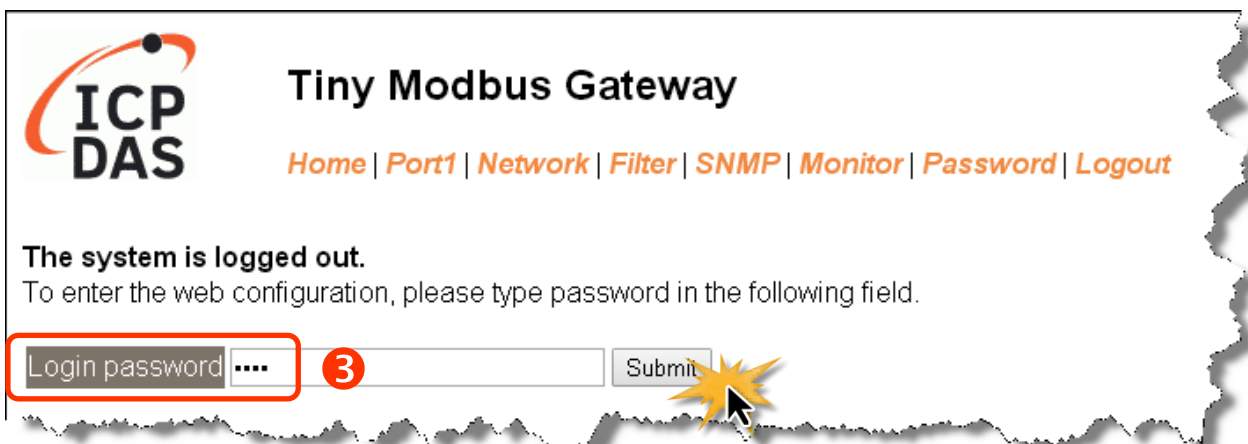 ICP
DAS
Tiny Modbus Gateway
Home | Port1 | Network | Filter | SNMP | Monitor | Password | Logout
The system is logged out.
To enter the web configuration, please type password in the following field.
Login password •••• 3 Submit